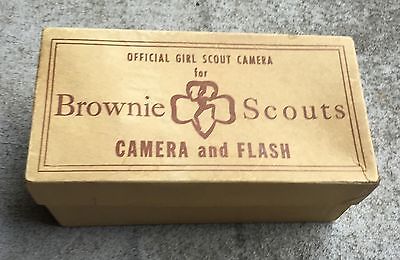 OFFICIAL GIRL SCOUT CAMERA
for
Brownie Scouts
CAMERA and FLASH